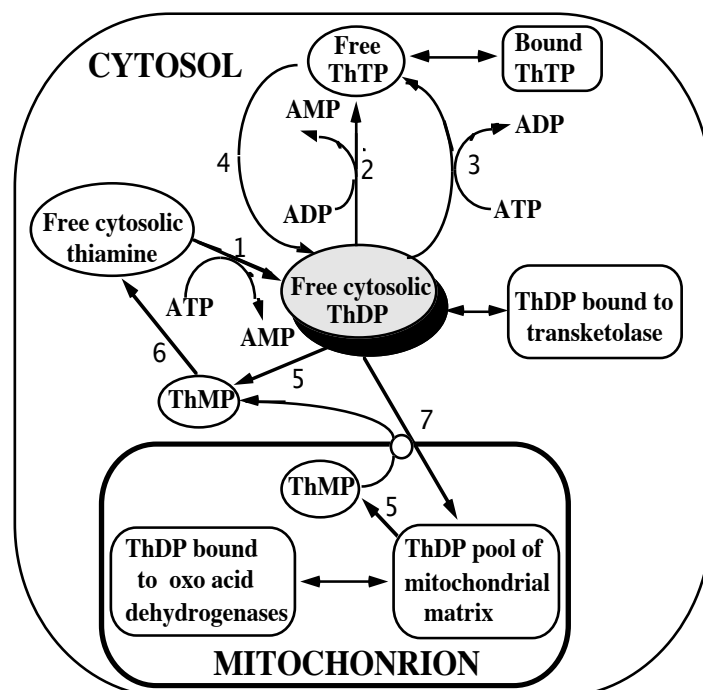 CYTOSOL
Free
ThTP
Bound
ThTP
AMP
ADP
4
2
3
ADP
ATP
Free cytosolic
thiamine
1
ATP
AMP
Free cytosolic
ThDP
ThDP bound to
transketolase
6
5
ThMP
7
ThMP
5
ThDP bound
to oxo acid
dehydrogenases
ThDP pool of
mitochondrial
matrix
MITOCHONRION